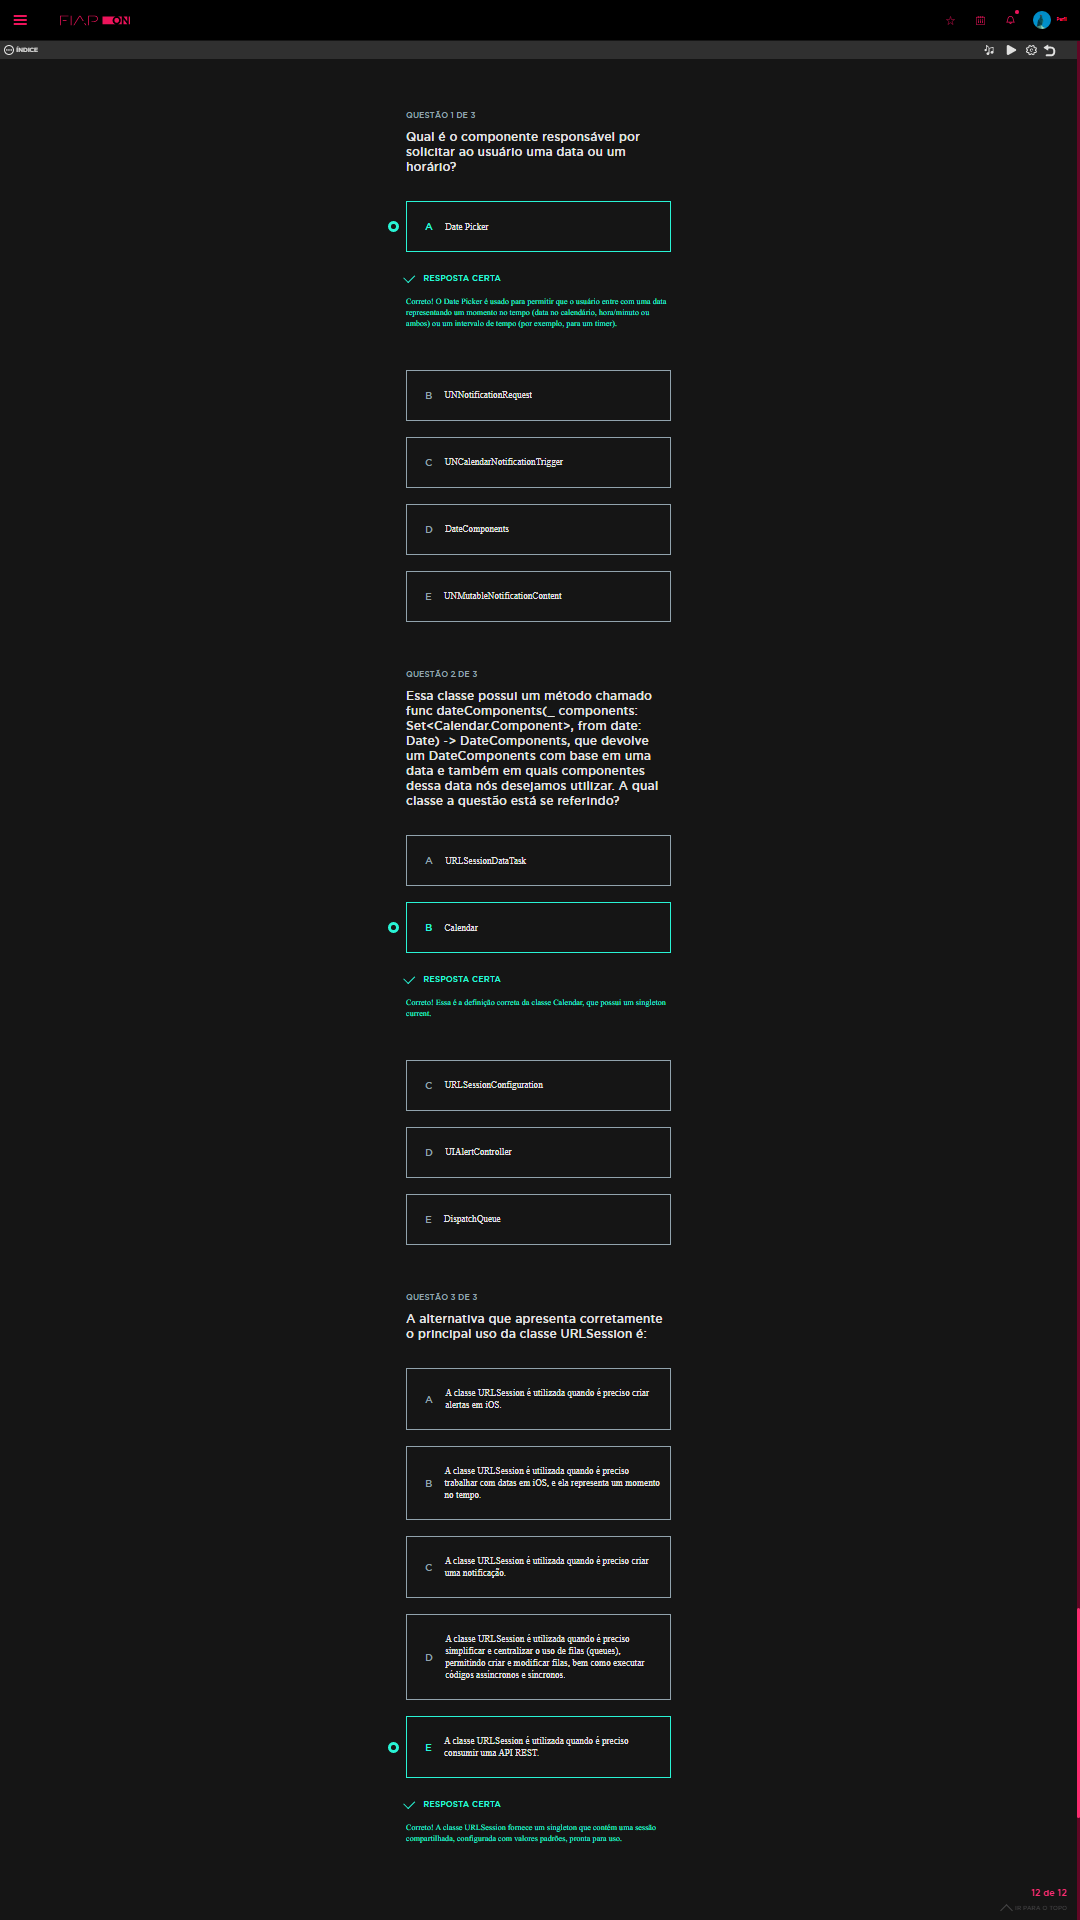 FIAP ON
ÍNDICE
QUESTÃO 1 DE 3
Qual é o componente responsável por
solicitar ao usuário uma data ou um
horário?
A Date Picker
RESPOSTA CERTA
Correto! O Date Picker é usado para permitir que o usuário entre com uma data
representando um momento no tempo (data no calendário, hora/minuto ou
ambos) ou um intervalo de tempo (por exemplo, para um timer).
B UNNotificationRequest
C UNCalendarNotificationTrigger
D DateComponents
E UNMutableNotificationContent
QUESTÃO 2 DE 3
Essa classe possui um método chamado
func dateComponents(_ components:
Set<Calendar.Component>, from date:
Date) -> DateComponents, que devolve
um DateComponents com base em uma
data e também em quais componentes
dessa data nós desejamos utilizar. A qual
classe a questão está se referindo?
A URLSessionDataTask
B Calendar
RESPOSTA CERTA
Correto! Essa é a definição correta da classe Calendar, que possui um singleton
current.
C URLSessionConfiguration
D UIAlertController
E DispatchQueue
QUESTÃO 3 DE 3
A alternativa que apresenta corretamente
o principal uso da classe URLSession é:
A A classe URLSession é utilizada quando é preciso criar
alertas em iOS.
B A classe URLSession é utilizada quando é preciso
trabalhar com datas em iOS, e ela representa um momento
no tempo.
C A classe URLSession é utilizada quando é preciso criar
uma notificação.
D A classe URLSession é utilizada quando é preciso
simplificar e centralizar o uso de filas (queues),
permitindo criar e modificar filas, bem como executar
códigos assíncronos e síncronos.
E A classe URLSession é utilizada quando é preciso
consumir uma API REST.
RESPOSTA CERTA
Correto! A classe URLSession fornece um singleton que contém uma sessão
compartilhada, configurada com valores padrões, pronta para uso.
12 de 12
IR PARA O TOPO